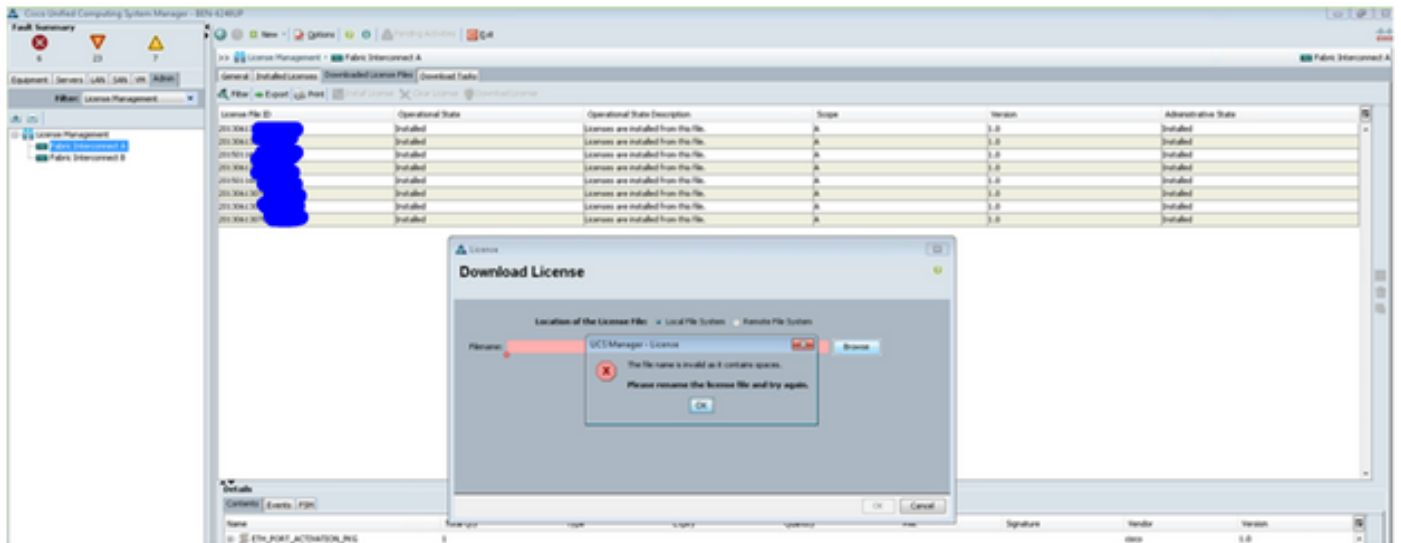 Cisco Unified Computing System Manager - BEN-6248UP
Fault Summary
6 23 7
New Options Pending Activities Exit
>> License Management Fabric Interconnect A
Fabric Interconnect A
Equipment Servers LAN SAN VM Admin
General Installed Licenses Downloaded License Files Download Tasks
Filter: License Management
Filter Export Print Install License Clear License Download License
License File ID Operational State Operational State Description Scope Version Administrative State
License Management
Fabric Interconnect A
Fabric Interconnect B
Installed Licenses are installed from this file. A 1.0 Installed
Installed Licenses are installed from this file. A 1.0 Installed
Installed Licenses are installed from this file. A 1.0 Installed
Installed Licenses are installed from this file. A 1.0 Installed
Installed Licenses are installed from this file. A 1.0 Installed
Installed Licenses are installed from this file. A 1.0 Installed
Installed Licenses are installed from this file. A 1.0 Installed
Installed Licenses are installed from this file. A 1.0 Installed
License
Download License
Location of the License File: Local File System Remote File System
Filename: Browse
UCS Manager - License
The file name is invalid as it contains spaces.
Please rename the license file and try again.
OK
OK Cancel
Details
Contents Events FSM
Name Signature Vendor Version
ETH_PORT_ACTIVATION_PKG 1 cisco 1.0